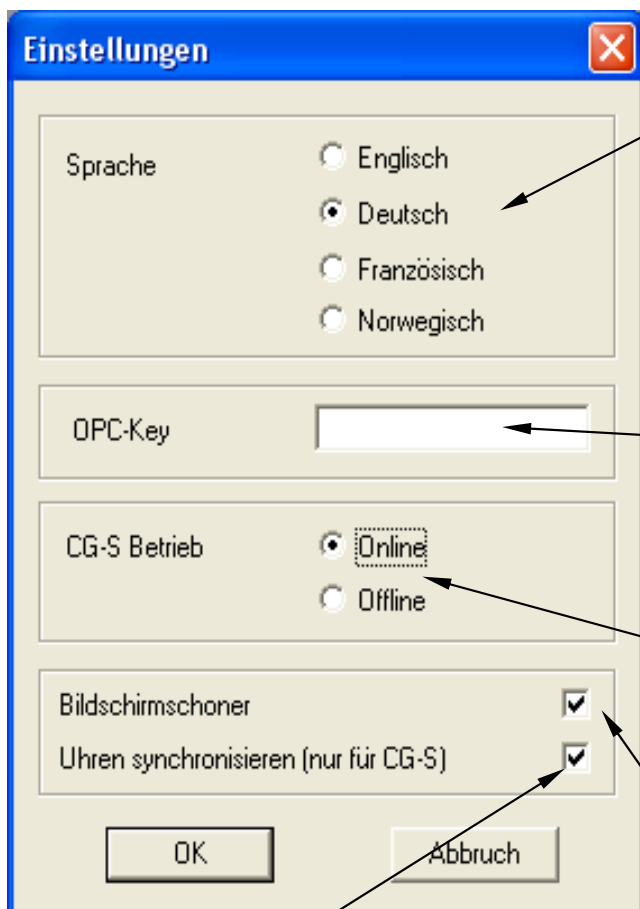 Einstellungen
Sprache
Englisch
Deutsch
Französisch
Norwegisch
OPC-Key
CG-S Betrieb
Online
Offline
Bildschirmschoner
Uhren synchronisieren (nur für CG-S)
OK
Abbruch